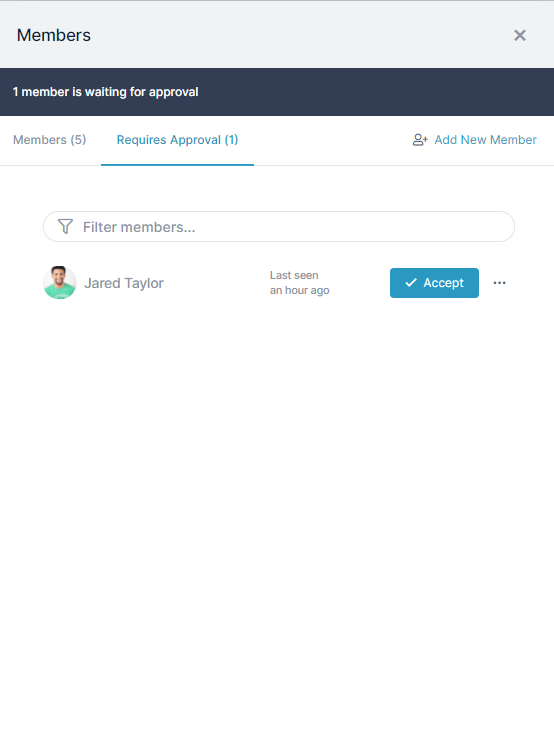 Members
1 member is waiting for approval
Members (5)
Requires Approval (1)
Add New Member
Filter members...
Jared Taylor
Last seen
an hour ago
Accept